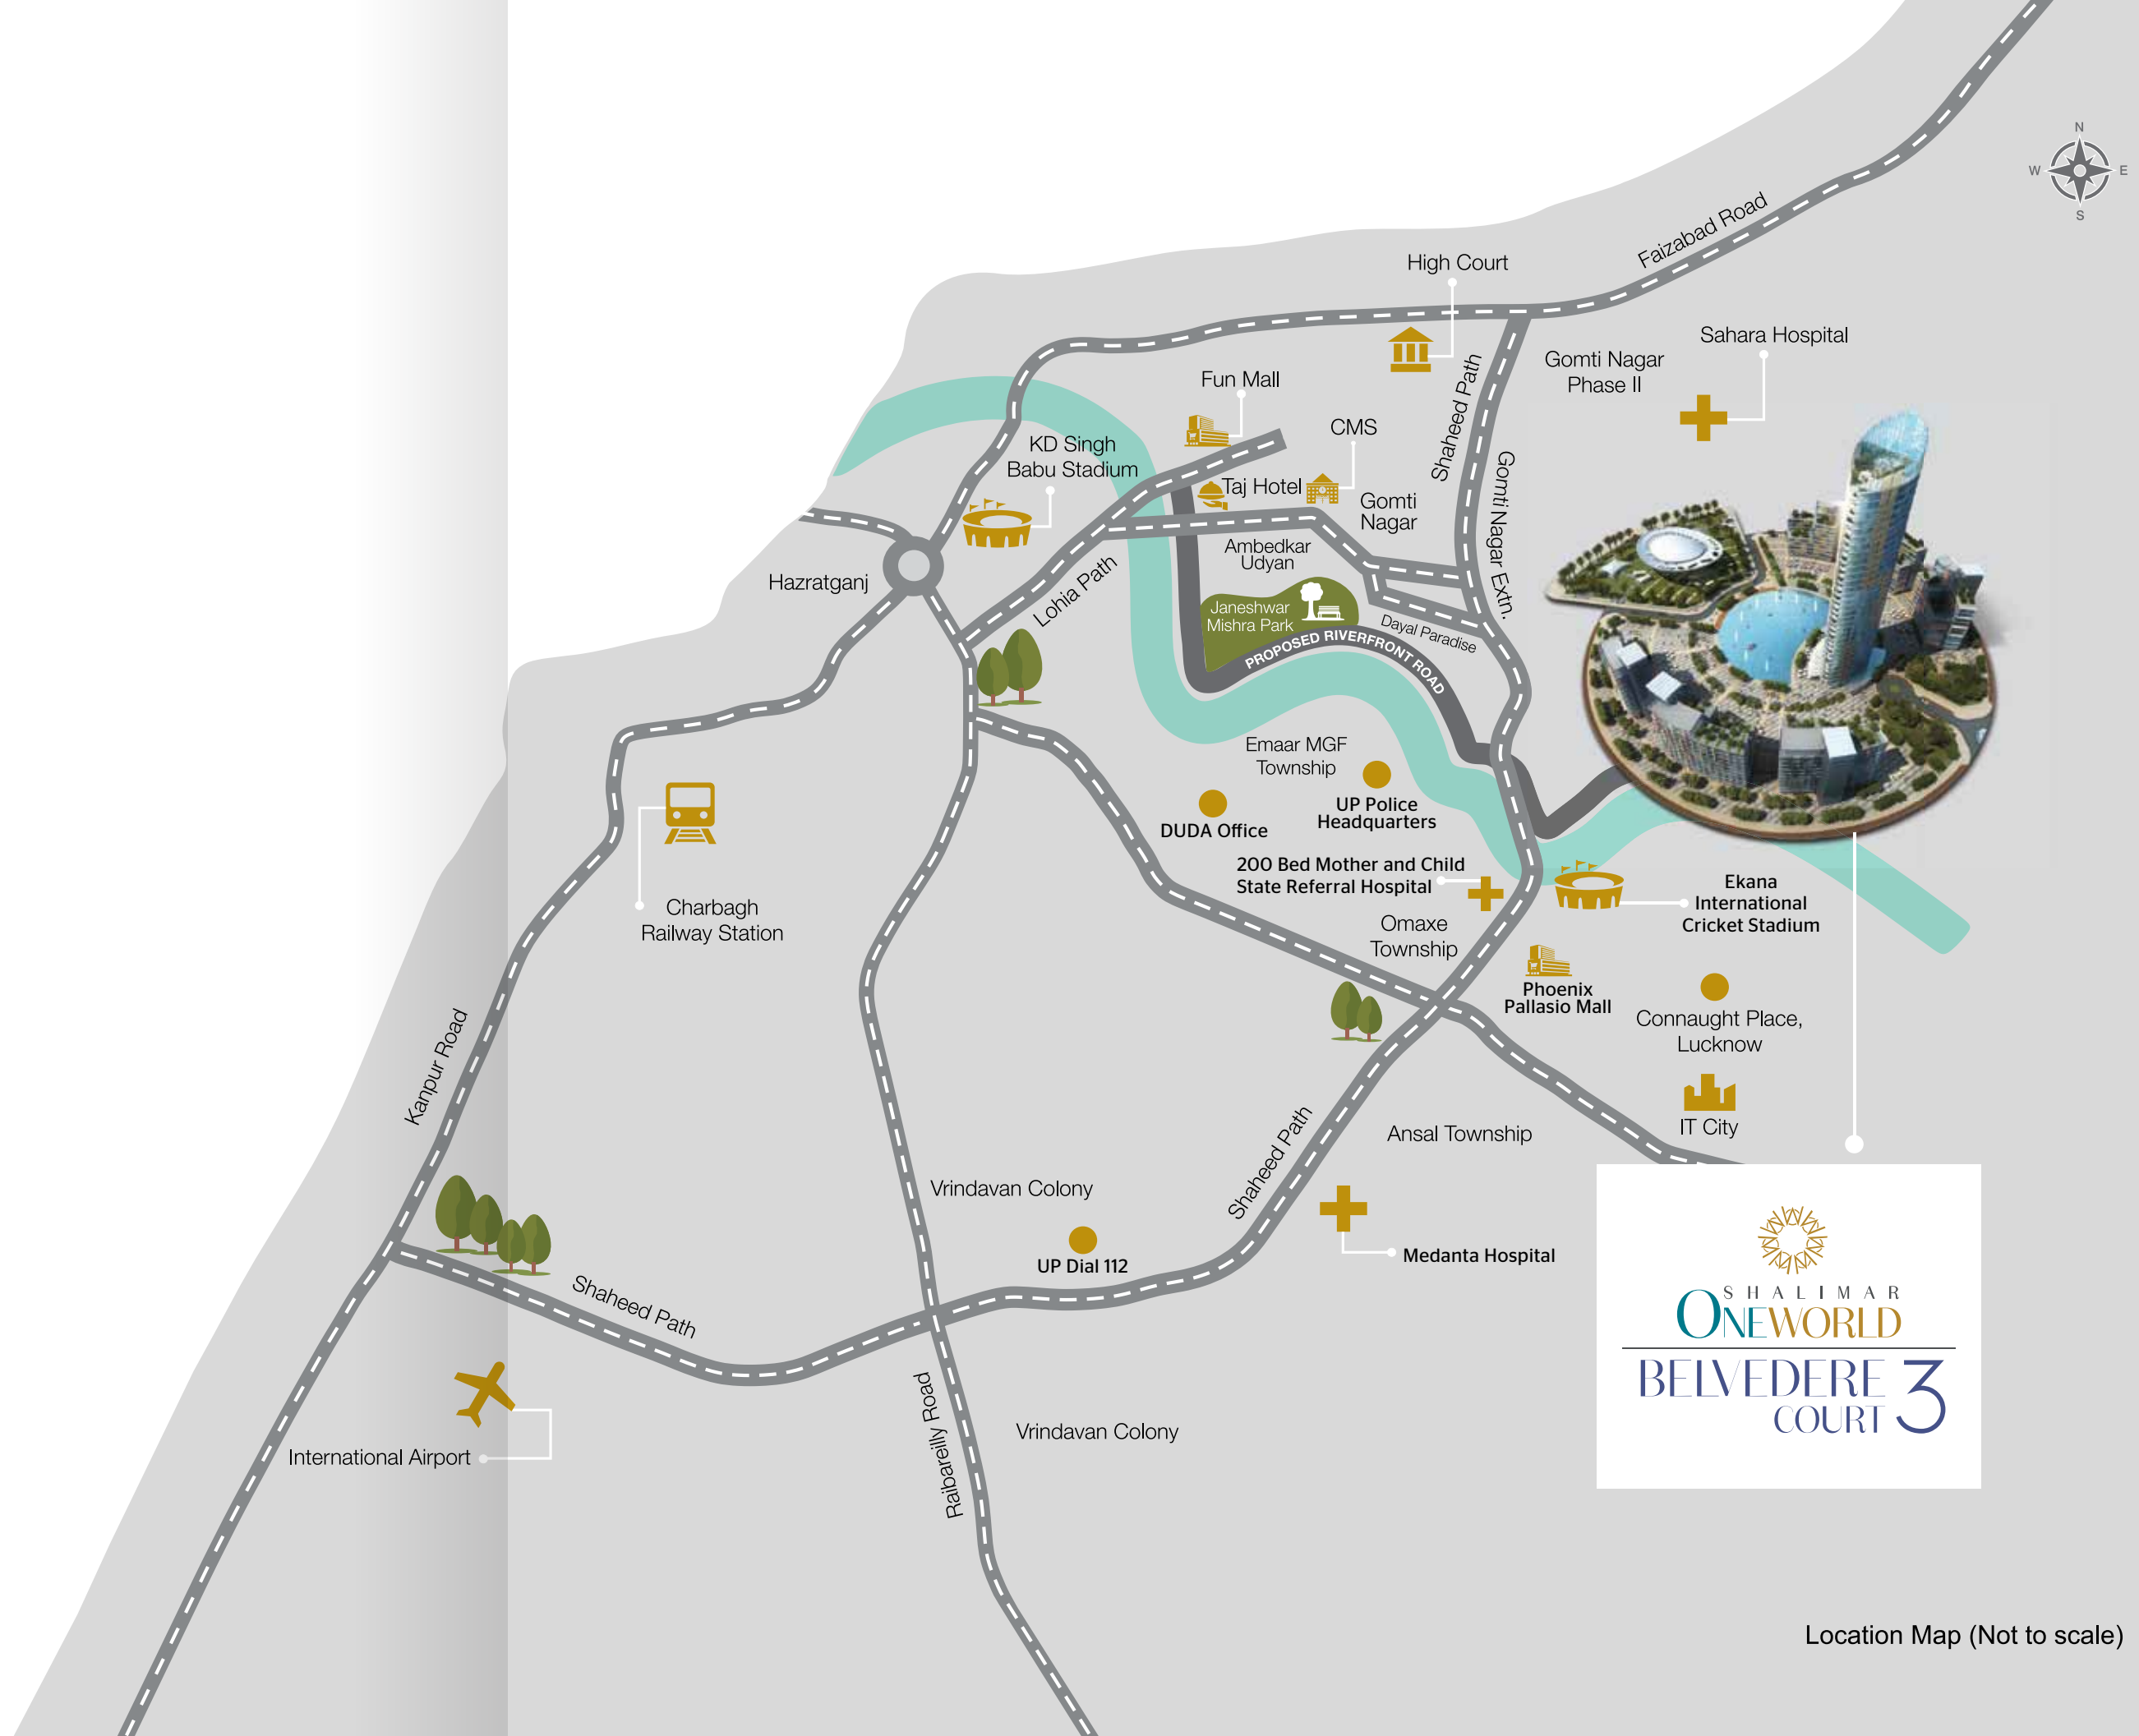 N
W
E
S
Faizabad Road
High Court
Sahara Hospital
Gomti Nagar
Phase II
Shaheed Path
Fun Mall
CMS
KD Singh
Babu Stadium
Taj Hotel
Gomti
Nagar
Gomti Nagar Extn.
Ambedkar
Udyan
Hazratganj
Lohia Path
Janeshwar
Mishra Park
Dayal Paradise
PROPOSED RIVERFRONT ROAD
Emaar MGF
Township
UP Police
Headquarters
DUDA Office
200 Bed Mother and Child
State Referral Hospital
Ekana
International
Cricket Stadium
Charbagh
Railway Station
Omaxe
Township
Phoenix
Pallasio Mall
Connaught Place,
Lucknow
Kanpur Road
IT City
Ansal Township
Shaheed Path
Vrindavan Colony
UP Dial 112
Medanta Hospital
Shaheed Path
SHALIMAR
ONEWORLD
BELVEDERE 3
COURT
Raibareilly Road
Vrindavan Colony
International Airport
Location Map (Not to scale)